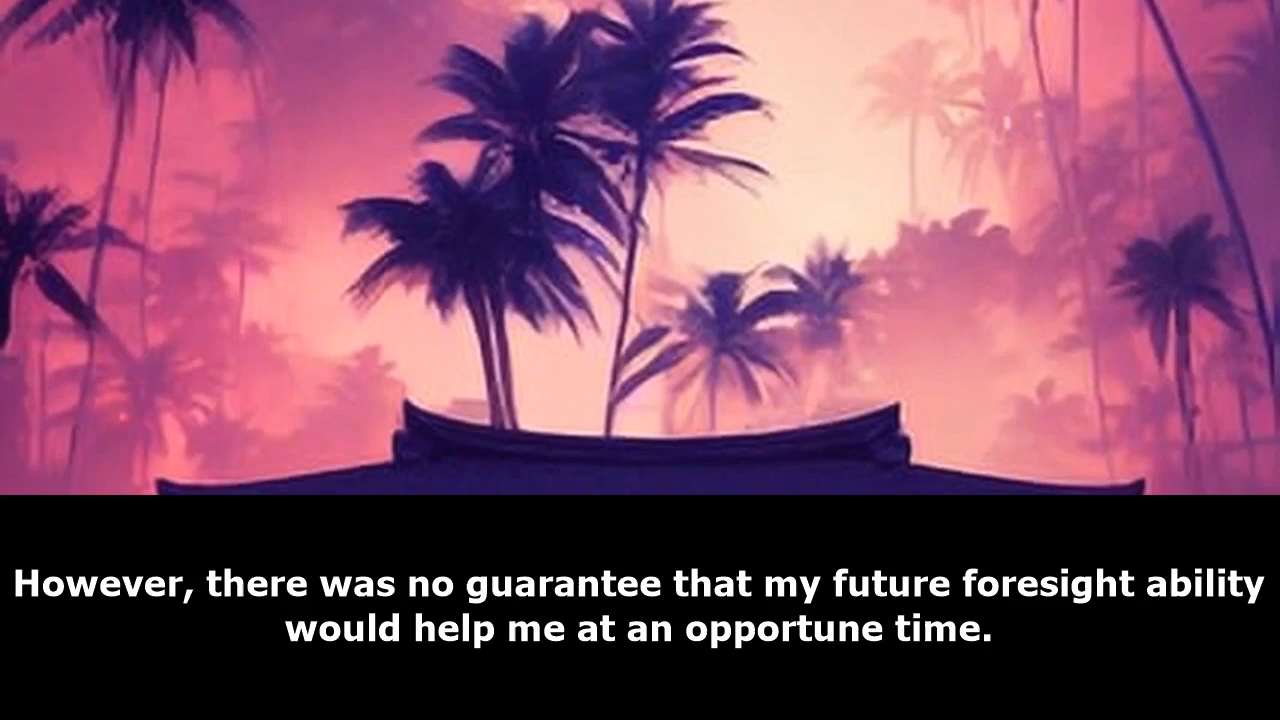 However, there was no guarantee that my future foresight ability
would help me at an opportune time.